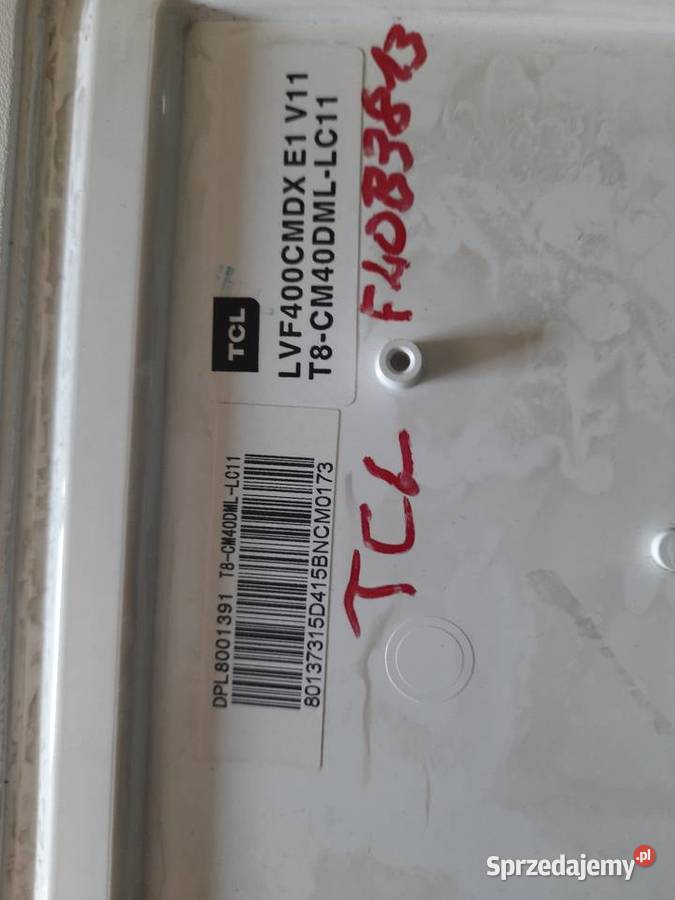 TCL
LVF400CMDX E1 V11
T8-CM40DML-LC11
F40B3813
DPL8001391 T8-CM40DML-LC11
80137315D415BNCM0173
TCL
Sprzedajemy.pl